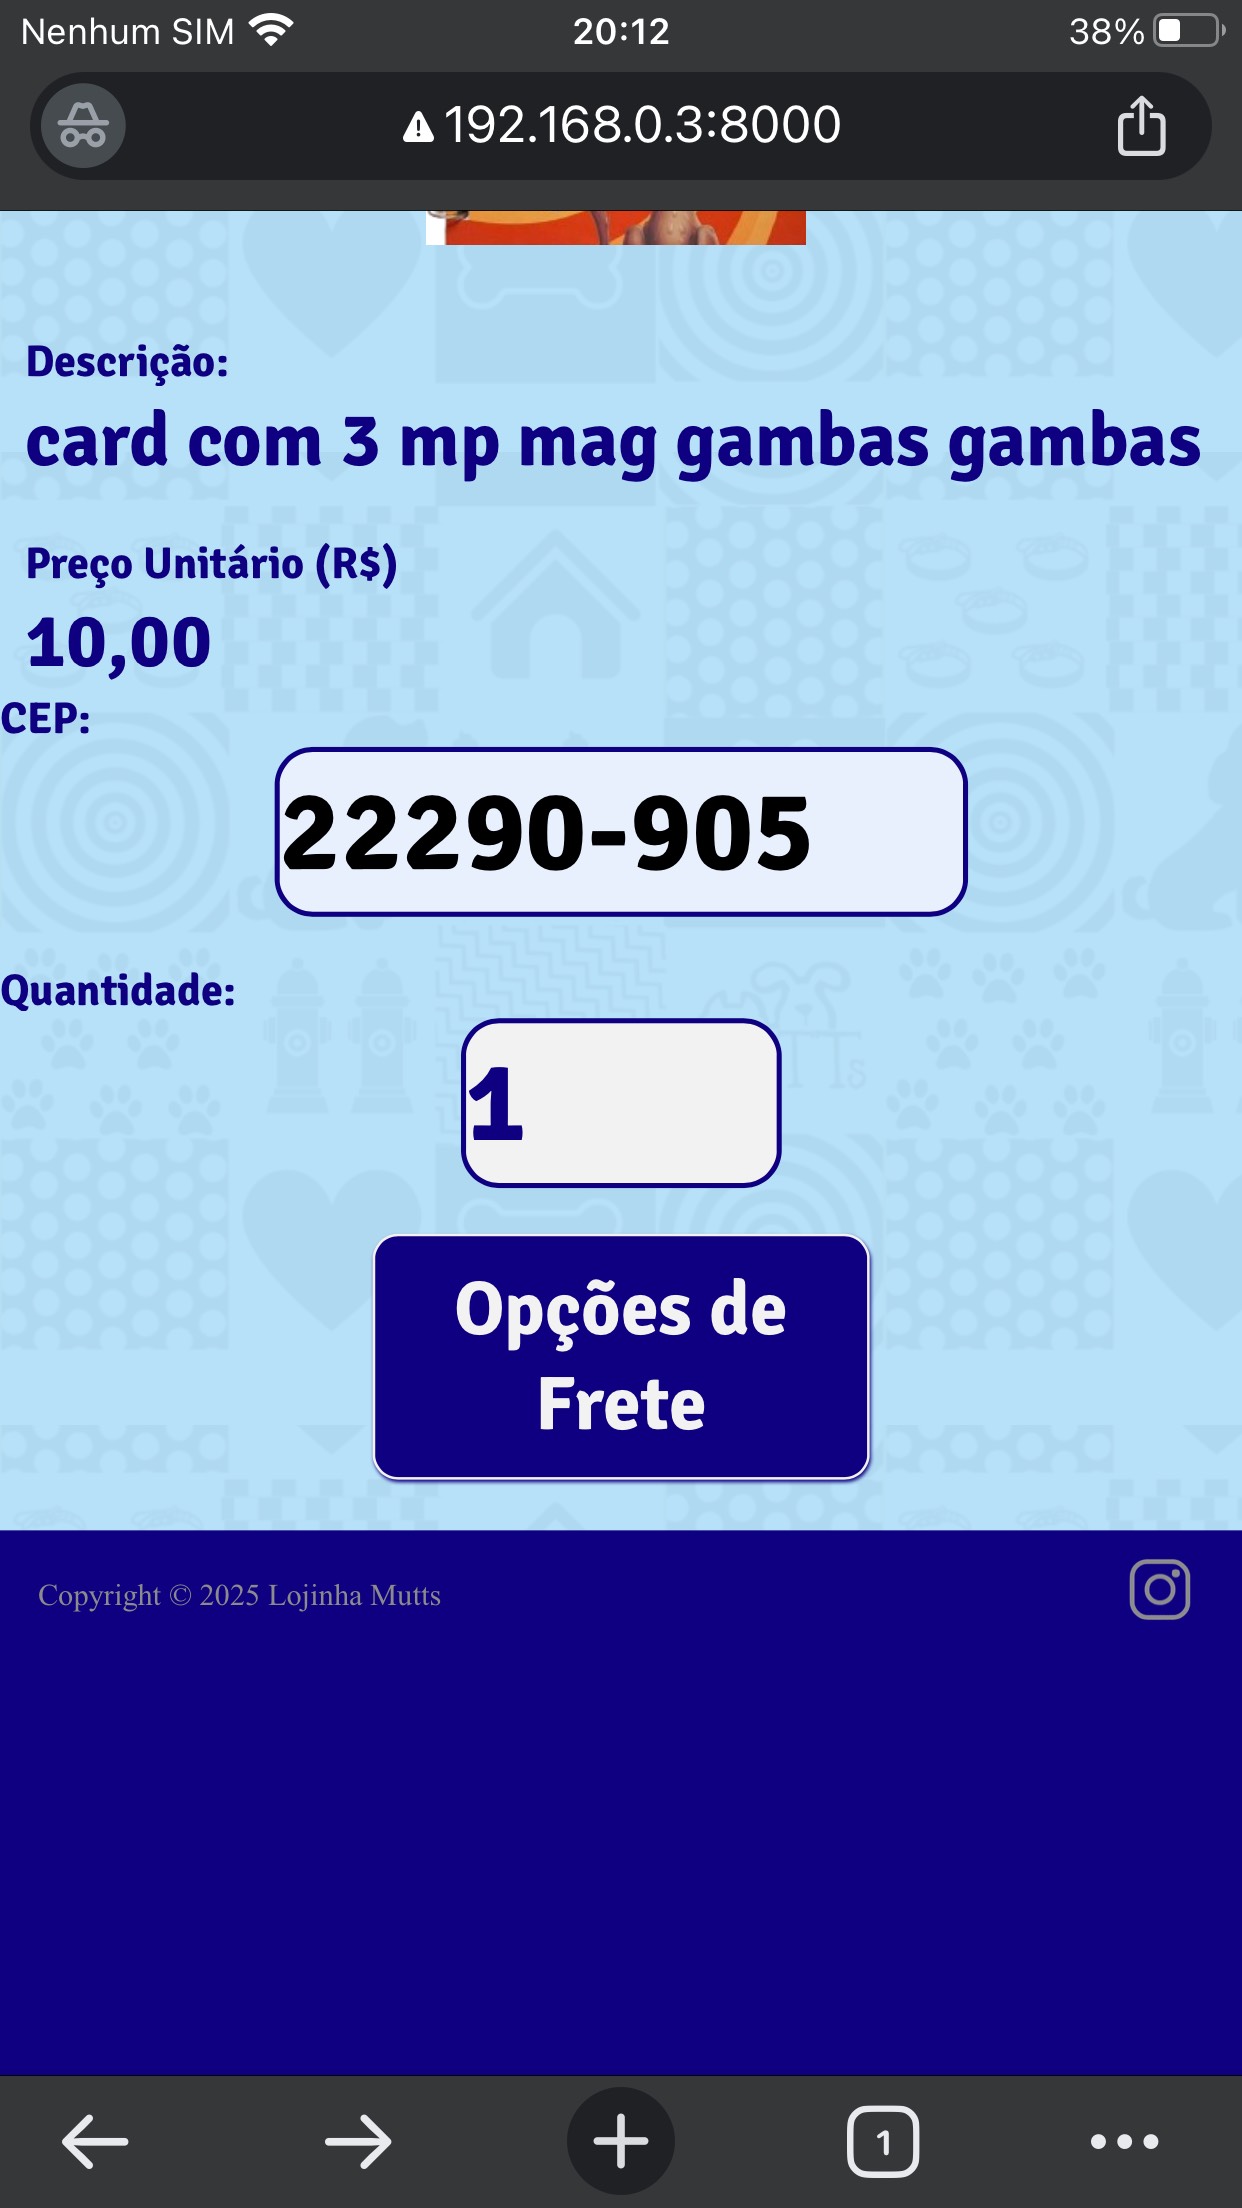 Nenhum SIM
20:12
38%
192.168.0.3:8000
Descrição:
card com 3 mp mag gambas gambas
Preço Unitário (R$)
10,00
CEP:
22290-905
Quantidade:
1
Opções de
Frete
Copyright © 2025 Lojinha Mutts
1